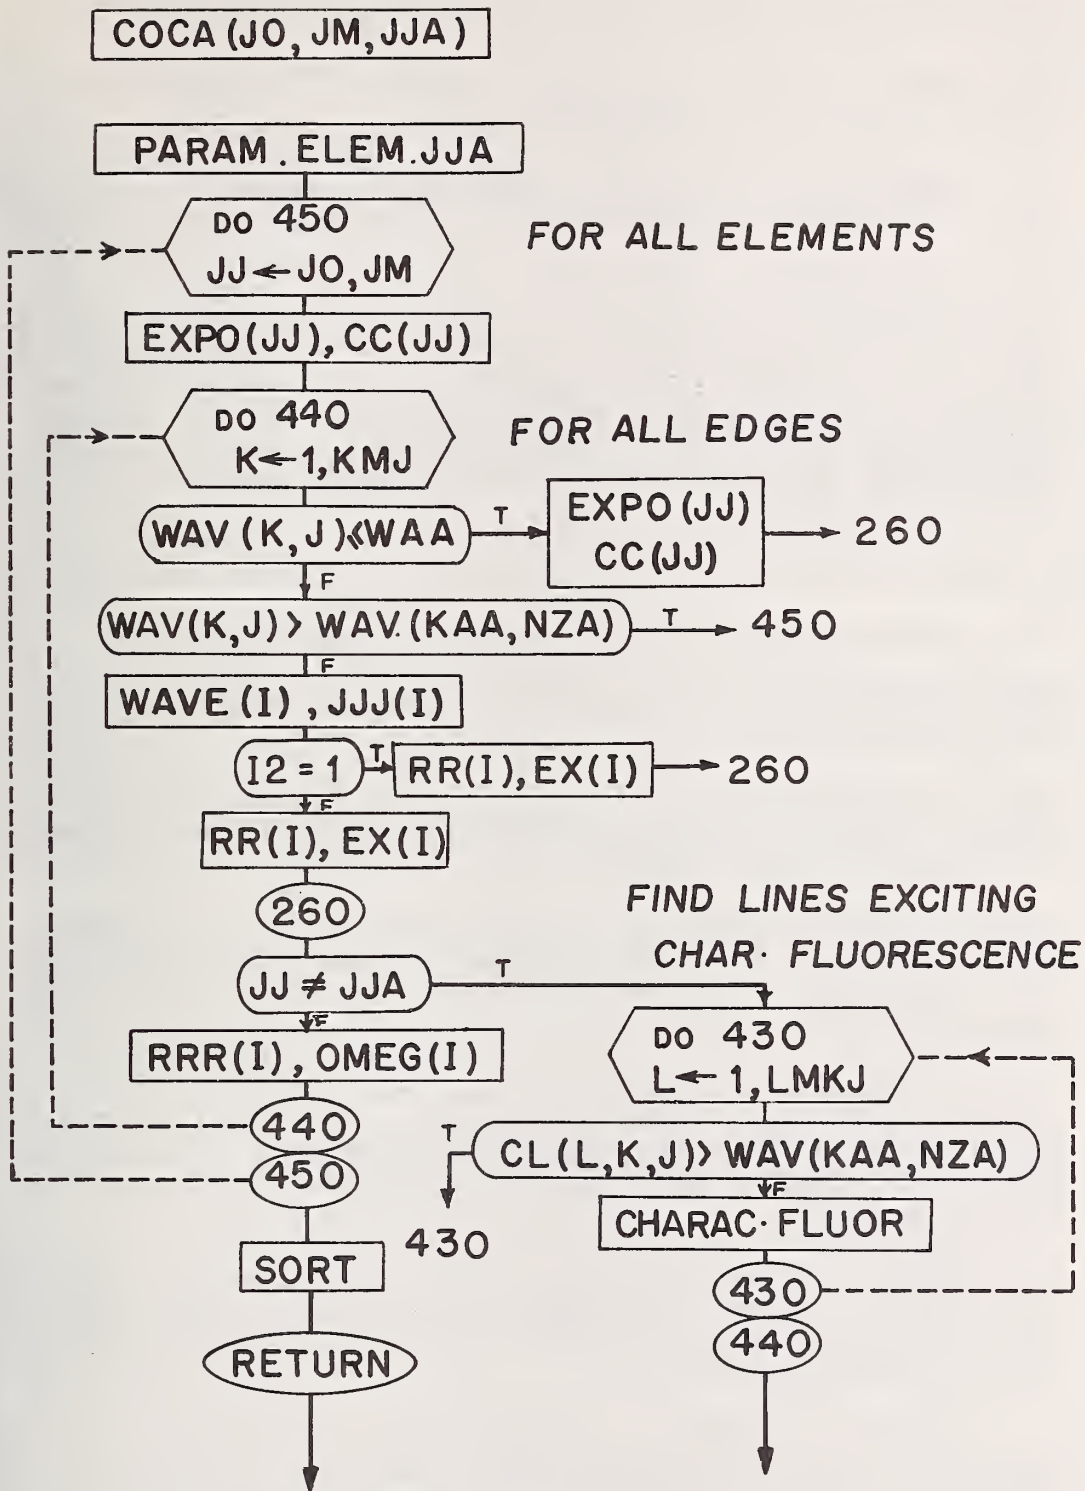 COCA(JO, JM, JJA)
PARAM. ELEM. JJA
DO 450
JJ ← JO, JM
FOR ALL ELEMENTS
EXPO(JJ), CC(JJ)
DO 440
K ← 1, KMJ
FOR ALL EDGES
WAV(K,J) ⩽ WAA
T
EXPO(JJ)
CC(JJ)
260
F
WAV(K,J) > WAV.(KAA,NZA)
T
450
F
WAVE(I), JJJ(I)
I2 = 1
T
RR(I), EX(I)
260
F
RR(I), EX(I)
260
FIND LINES EXCITING
CHAR· FLUORESCENCE
JJ ≠ JJA
T
F
RRR(I), OMEG(I)
440
450
SORT
RETURN
DO 430
L ← 1, LMKJ
CL(L,K,J) > WAV(KAA,NZA)
T
430
F
CHARAC· FLUOR
430
440